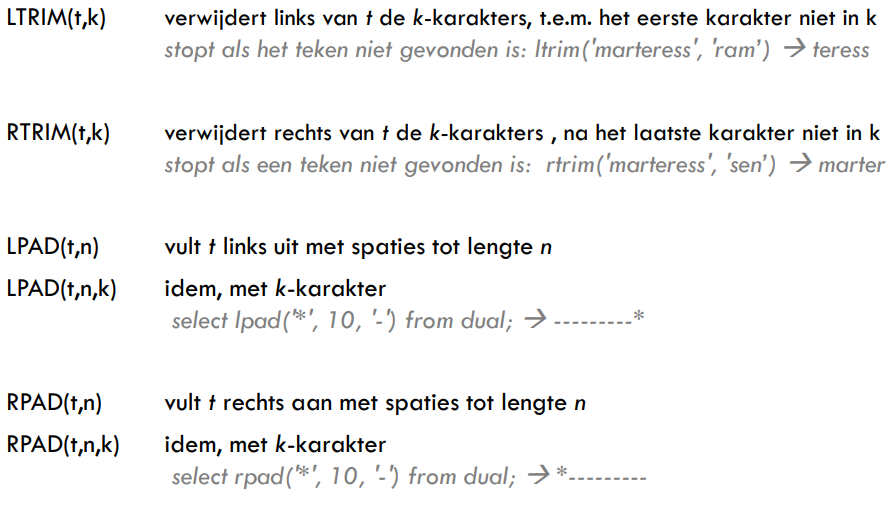 LTRIM(t,k) verwijdert links van t de k-karakters, t.e.m. het eerste karakter niet in k
stopt als het teken niet gevonden is: ltrim('marteress', 'ram’) → teress
RTRIM(t,k) verwijdert rechts van t de k-karakters , na het laatste karakter niet in k
stopt als een teken niet gevonden is: rtrim('marteress', 'sen’) → marter
LPAD(t,n) vult t links uit met spaties tot lengte n
LPAD(t,n,k) idem, met k-karakter
select lpad('*', 10, '-') from dual; → ---------*
RPAD(t,n) vult t rechts aan met spaties tot lengte n
RPAD(t,n,k) idem, met k-karakter
select rpad('*', 10, '-') from dual; → *---------